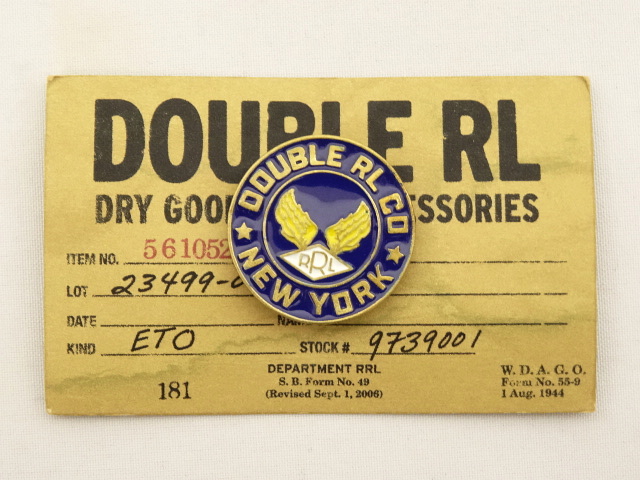 DOUBLE RL
DRY GOO ESSORIES
DOUBLE RL CO
RRL
NEW YORK
ITEM NO. 561052
LOT 23499-
DATE
KIND ETO STOCK # 9739001
181
DEPARTMENT RRL
S. B. Form No. 49
(Revised Sept. 1, 2006)
W. D. A. G. O.
Form No. 55-9
1 Aug. 1944